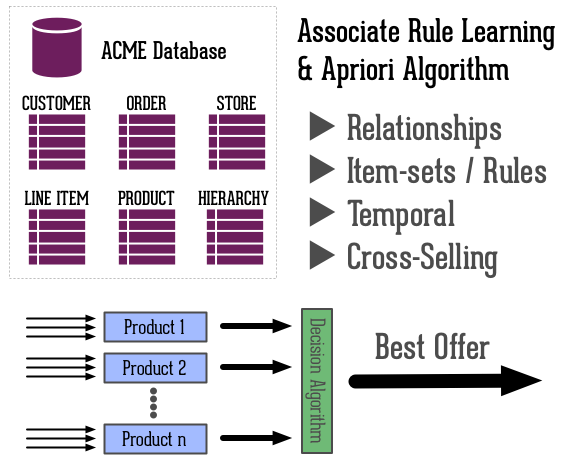 ACME Database
CUSTOMER ORDER STORE
LINE ITEM PRODUCT HIERARCHY
Associate Rule Learning
& Apriori Algorithm
Relationships
Item-sets / Rules
Temporal
Cross-Selling
Product 1
Product 2
Product n
Decision Algorithm
Best Offer